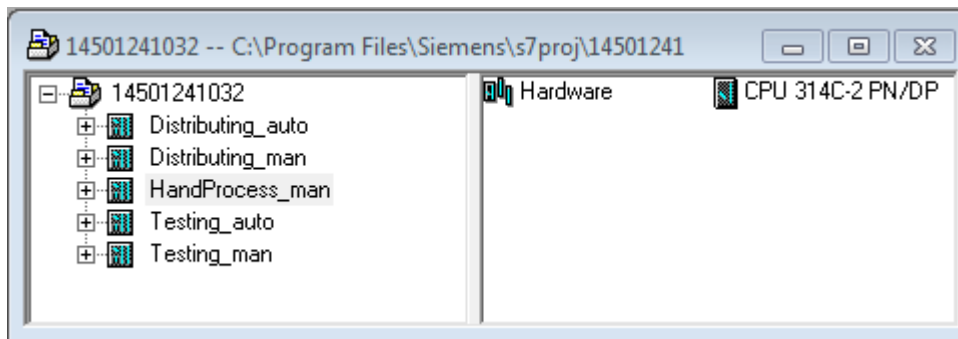 14501241032 -- C:\Program Files\Siemens\s7proj\14501241
14501241032
Distributing_auto
Distributing_man
HandProcess_man
Testing_auto
Testing_man
Hardware
CPU 314C-2 PN/DP